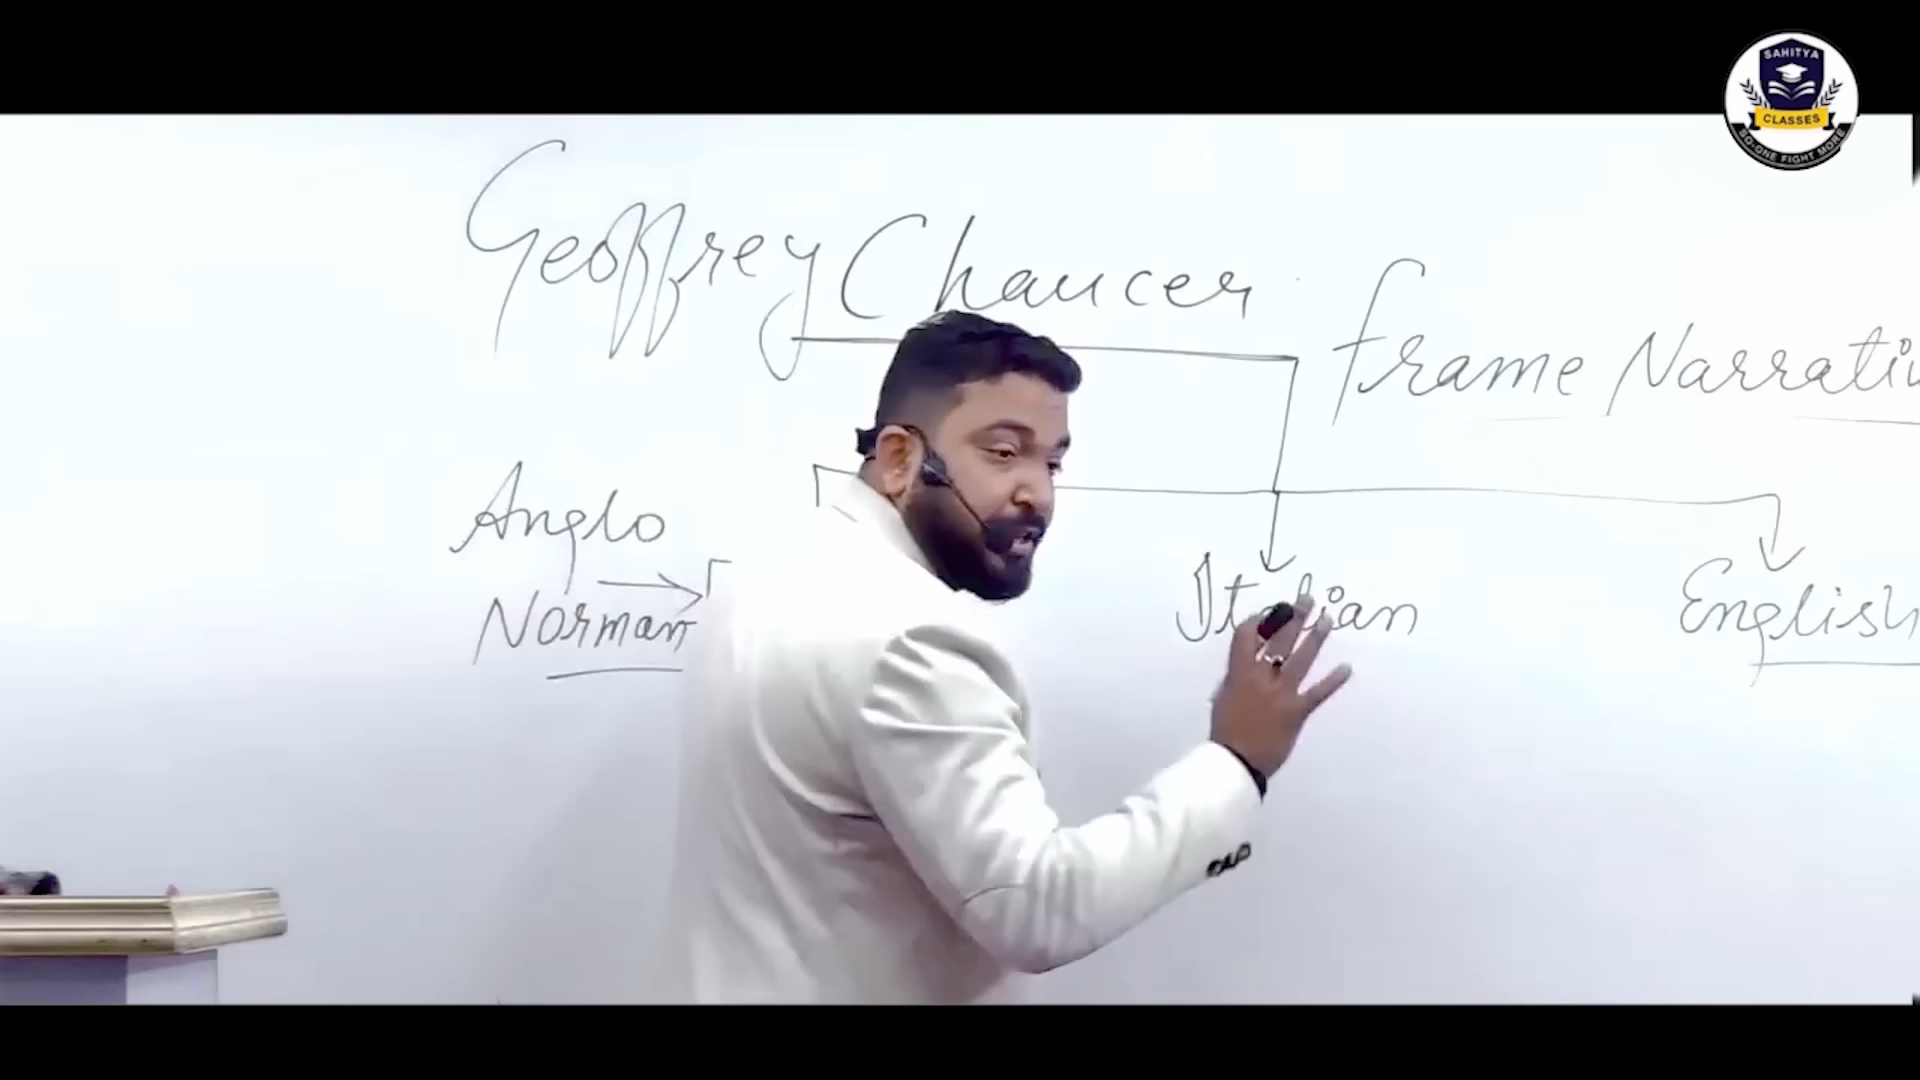 SAHITYA
CLASSES
Geoffrey Chaucer
Frame Narrati
Anglo
Norman
Italian
English